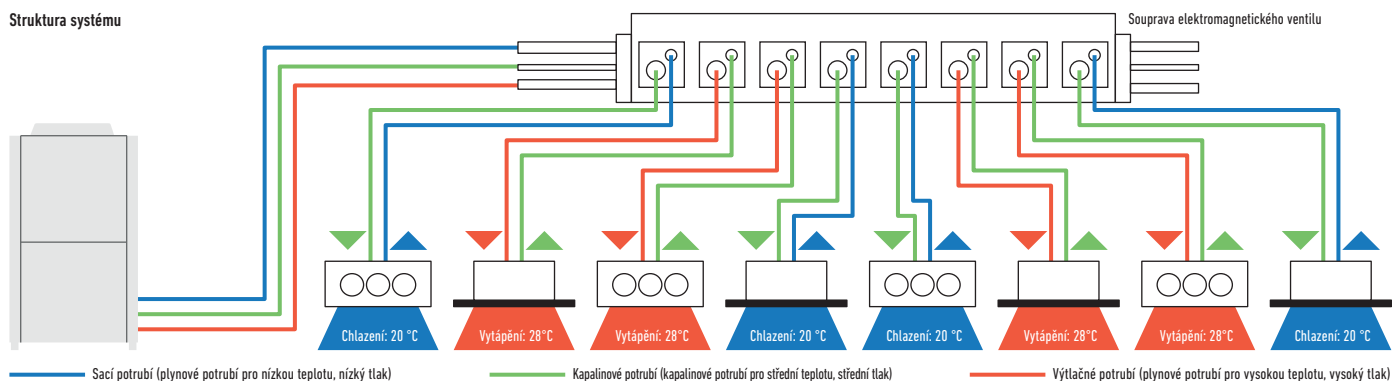 Struktura systému
Souprava elektromagnetického ventilu
Chlazení: 20 °C
Vytápění: 28°C
Vytápění: 28°C
Chlazení: 20 °C
Chlazení: 20 °C
Vytápění: 28°C
Vytápění: 28°C
Chlazení: 20 °C
Sací potrubí (plynové potrubí pro nízkou teplotu, nízký tlak)
Kapalinové potrubí (kapalinové potrubí pro střední teplotu, střední tlak)
Výtlačné potrubí (plynové potrubí pro vysokou teplotu, vysoký tlak)